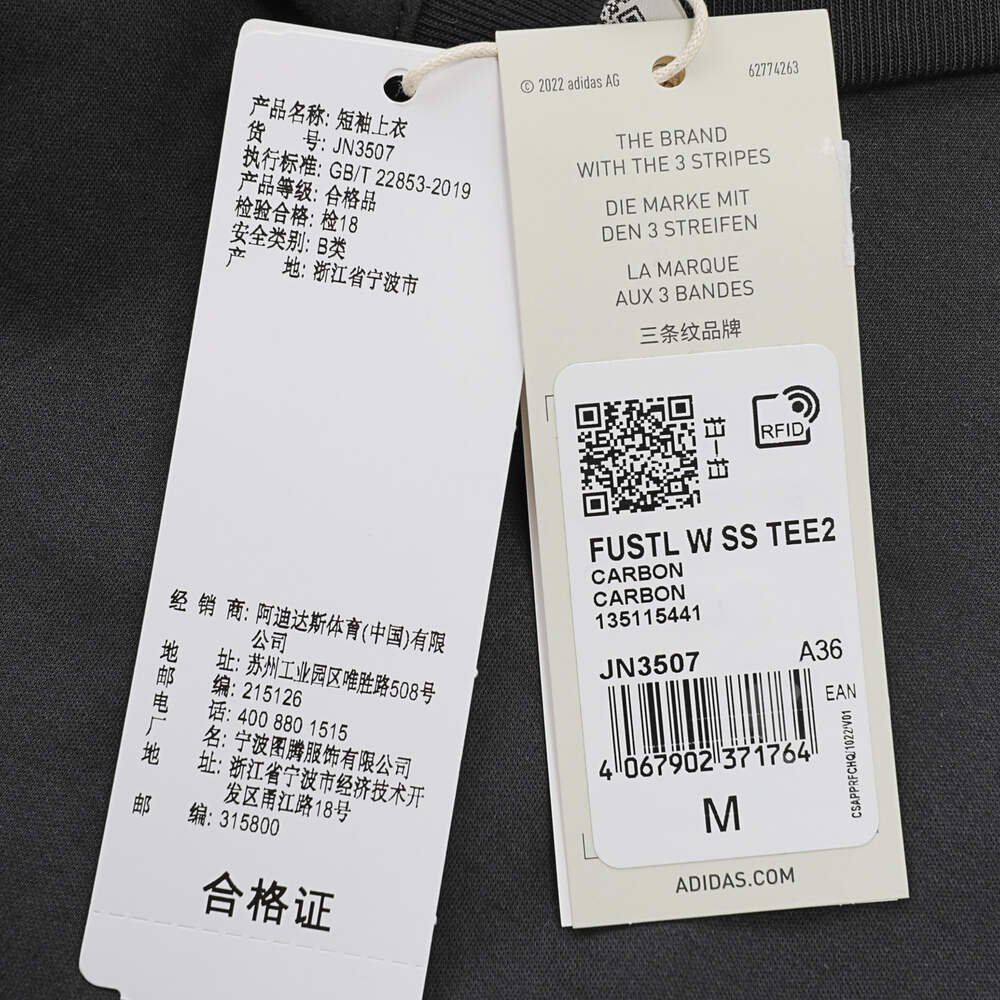 产品名称: 短袖上衣
货 号: JN3507
执行标准: GB/T 22853-2019
产品等级: 合格品
检验合格: 检18
安全类别: B类
产 地: 浙江省宁波市
经 销 商: 阿迪达斯体育(中国)有限
公司
地 址: 苏州工业园区唯胜路508号
邮 编: 215126
电 话: 400 880 1515
厂 名: 宁波图腾服饰有限公司
地 址: 浙江省宁波市经济技术开
发区甬江路18号
邮 编: 315800
合格证
© 2022 adidas AG
62774263
THE BRAND
WITH THE 3 STRIPES
DIE MARKE MIT
DEN 3 STREIFEN
LA MARQUE
AUX 3 BANDES
三条纹品牌
RFID
FUSTL W SS TEE2
CARBON
CARBON
135115441
JN3507 A36
EAN
4 067902 371764
CSAPPRFCHQ/1022/V01
M
ADIDAS.COM